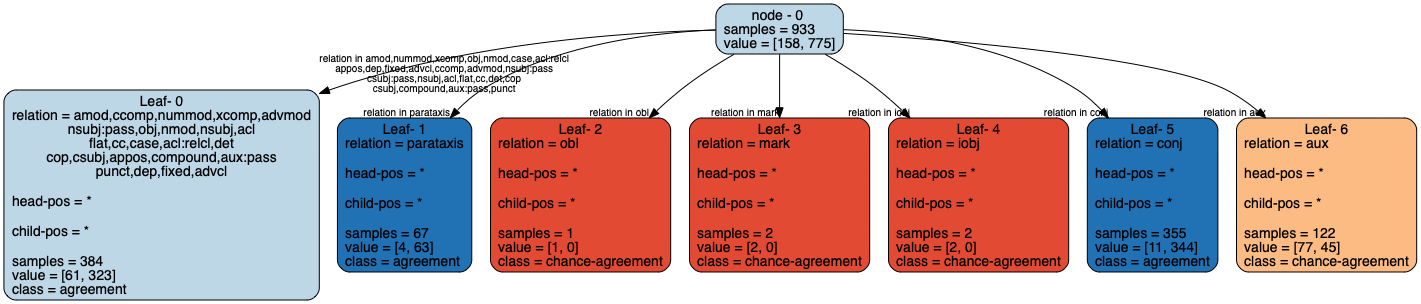 node - 0
samples = 933
value = [158, 775]
relation in amod,nummod,xcomp,obj,nmod,case,acl:relcl
appos,dep,fixed,advcl,ccomp,advmod,nsubj:pass
csubj:pass,nsubj,acl,flat,cc,det,cop
csubj,compound,aux:pass,punct
relation in parataxis
relation in obl
relation in mark
relation in iobj
relation in conj
relation in aux
Leaf- 0
relation = amod,ccomp,nummod,xcomp,advmod
nsubj:pass,obj,nmod,nsubj,acl
flat,cc,case,acl:relcl,det
cop,csubj,appos,compound,aux:pass
punct,dep,fixed,advcl
head-pos = *
child-pos = *
samples = 384
value = [61, 323]
class = agreement
Leaf- 1
relation = parataxis
head-pos = *
child-pos = *
samples = 67
value = [4, 63]
class = agreement
Leaf- 2
relation = obl
head-pos = *
child-pos = *
samples = 1
value = [1, 0]
class = chance-agreement
Leaf- 3
relation = mark
head-pos = *
child-pos = *
samples = 2
value = [2, 0]
class = chance-agreement
Leaf- 4
relation = iobj
head-pos = *
child-pos = *
samples = 2
value = [2, 0]
class = chance-agreement
Leaf- 5
relation = conj
head-pos = *
child-pos = *
samples = 355
value = [11, 344]
class = agreement
Leaf- 6
relation = aux
head-pos = *
child-pos = *
samples = 122
value = [77, 45]
class = chance-agreement